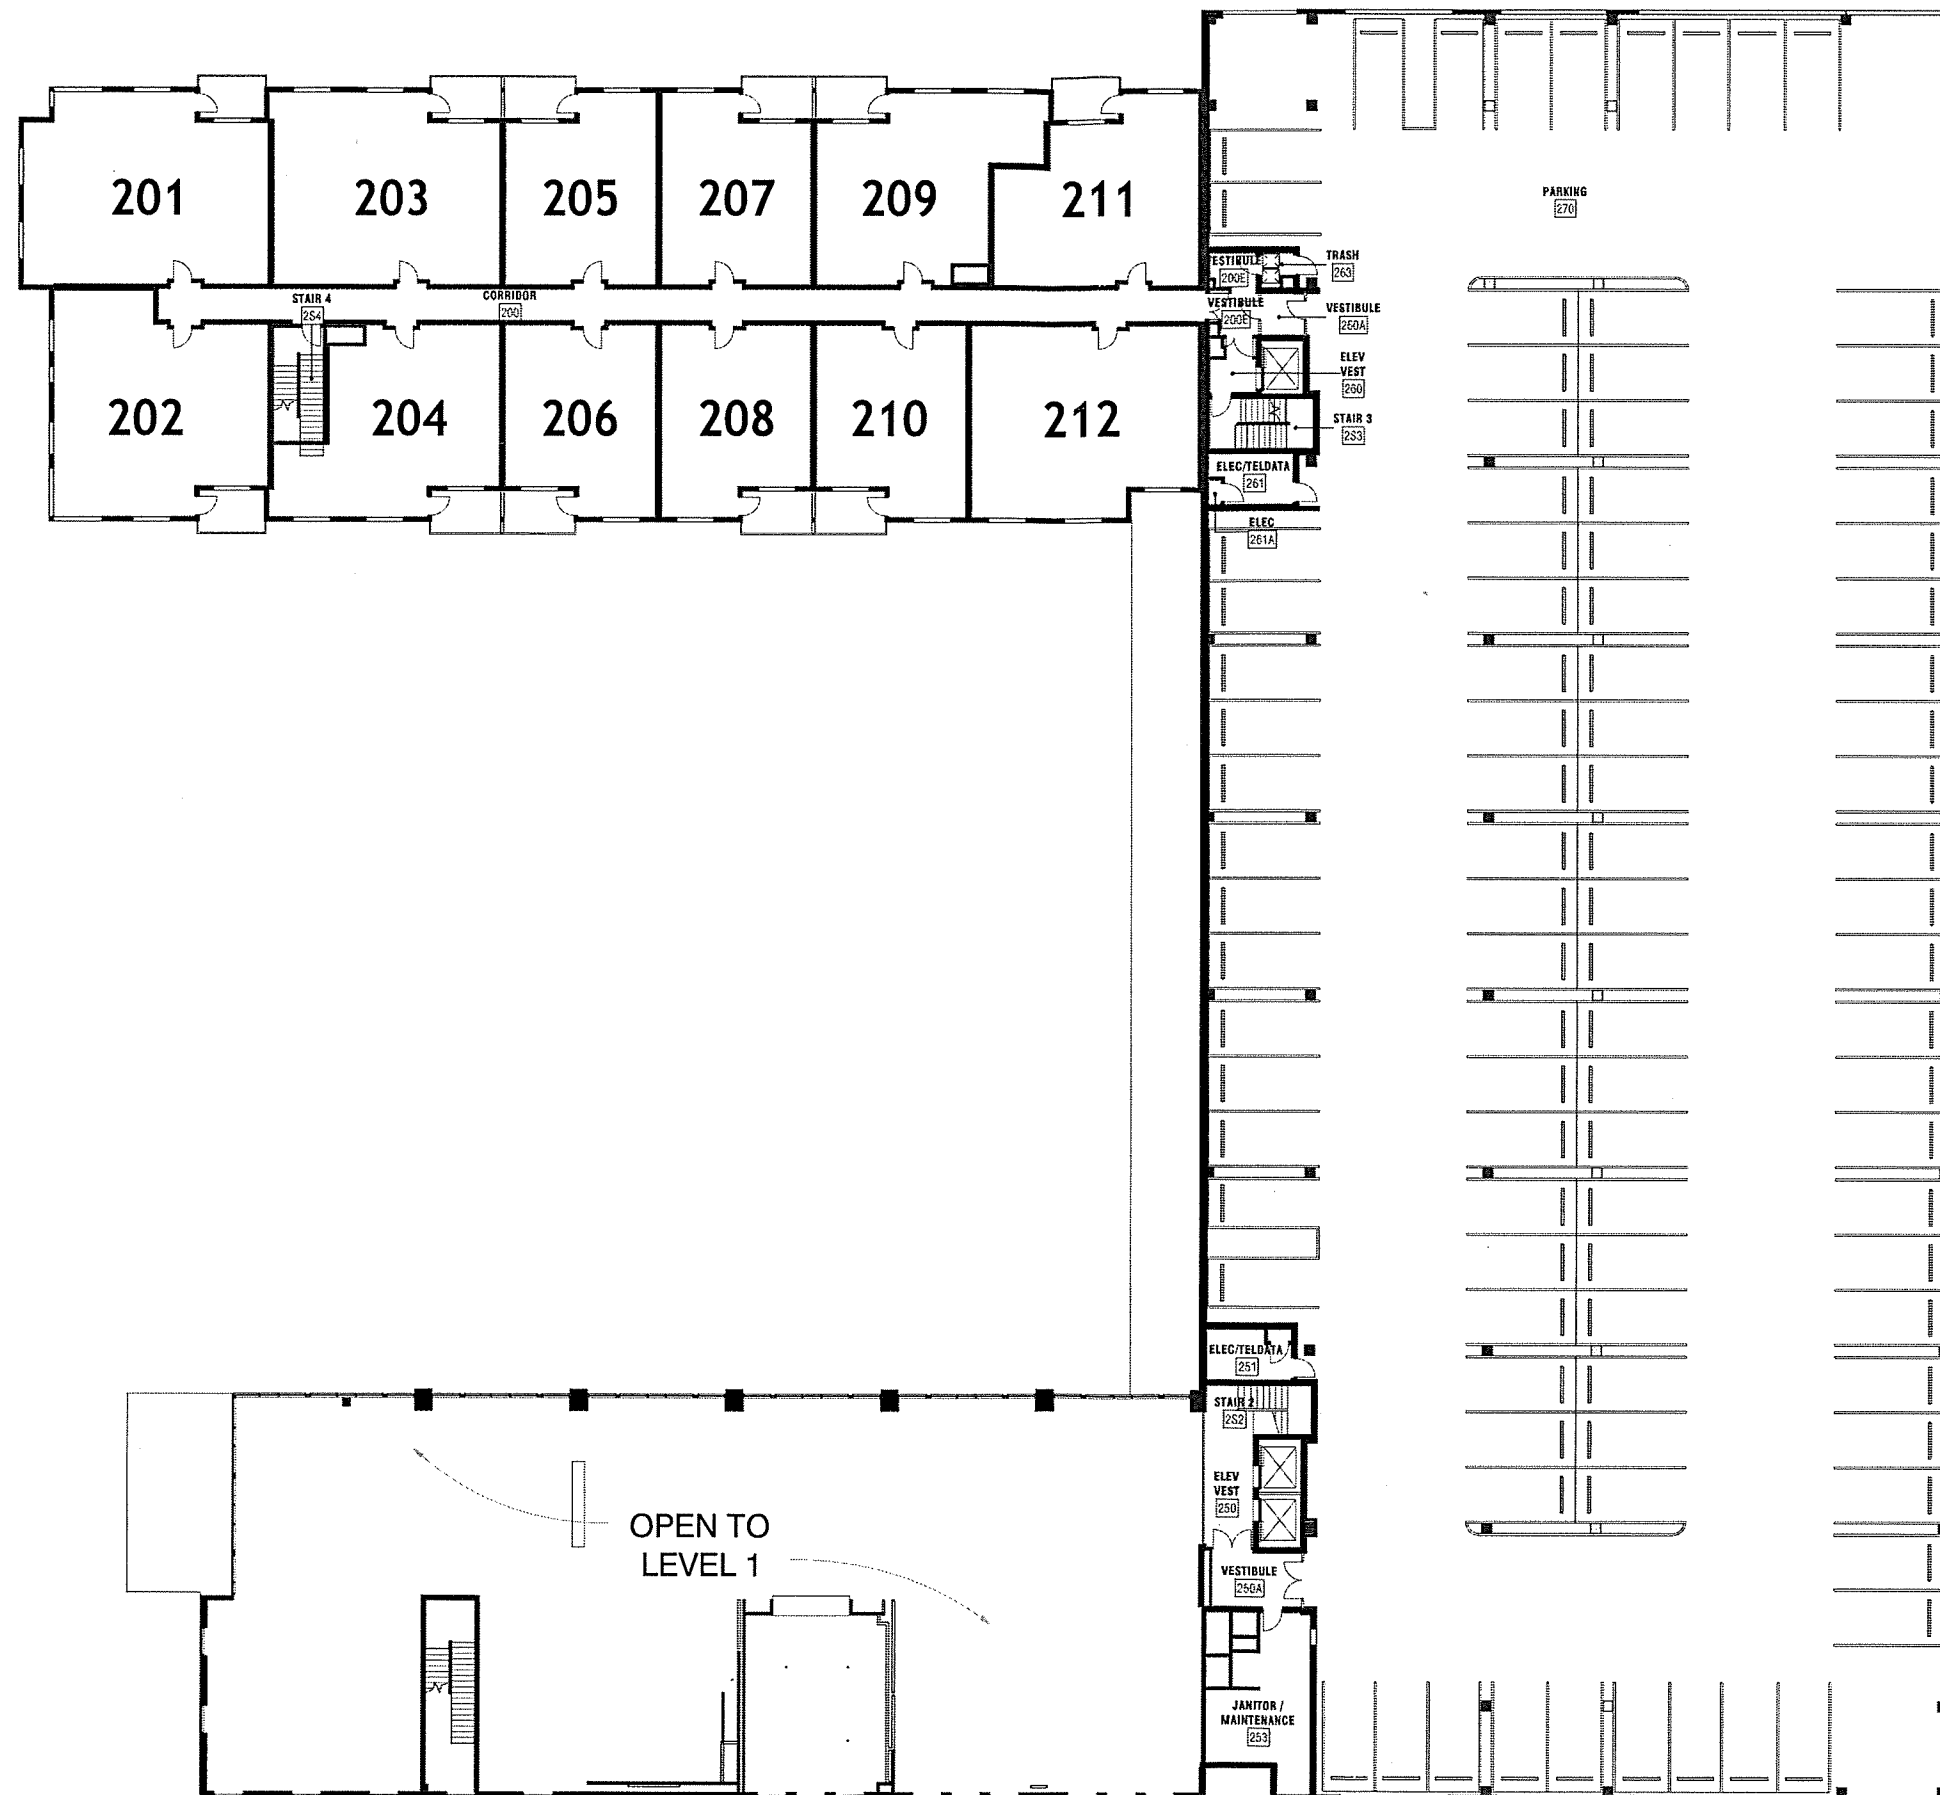 PARKING
270
201
203
205
207
209
211
VESTIBULE
200E
TRASH
263
STAIR 4
2S4
CORRIDOR
200
VESTIBULE
200E
VESTIBULE
260A
ELEV
VEST
260
202
204
206
208
210
212
STAIR 3
2S3
ELEC/TELDATA
261
ELEC
261A
ELEC/TELDATA
251
STAIR 2
2S2
ELEV
VEST
250
OPEN TO
LEVEL 1
VESTIBULE
250A
JANITOR /
MAINTENANCE
253